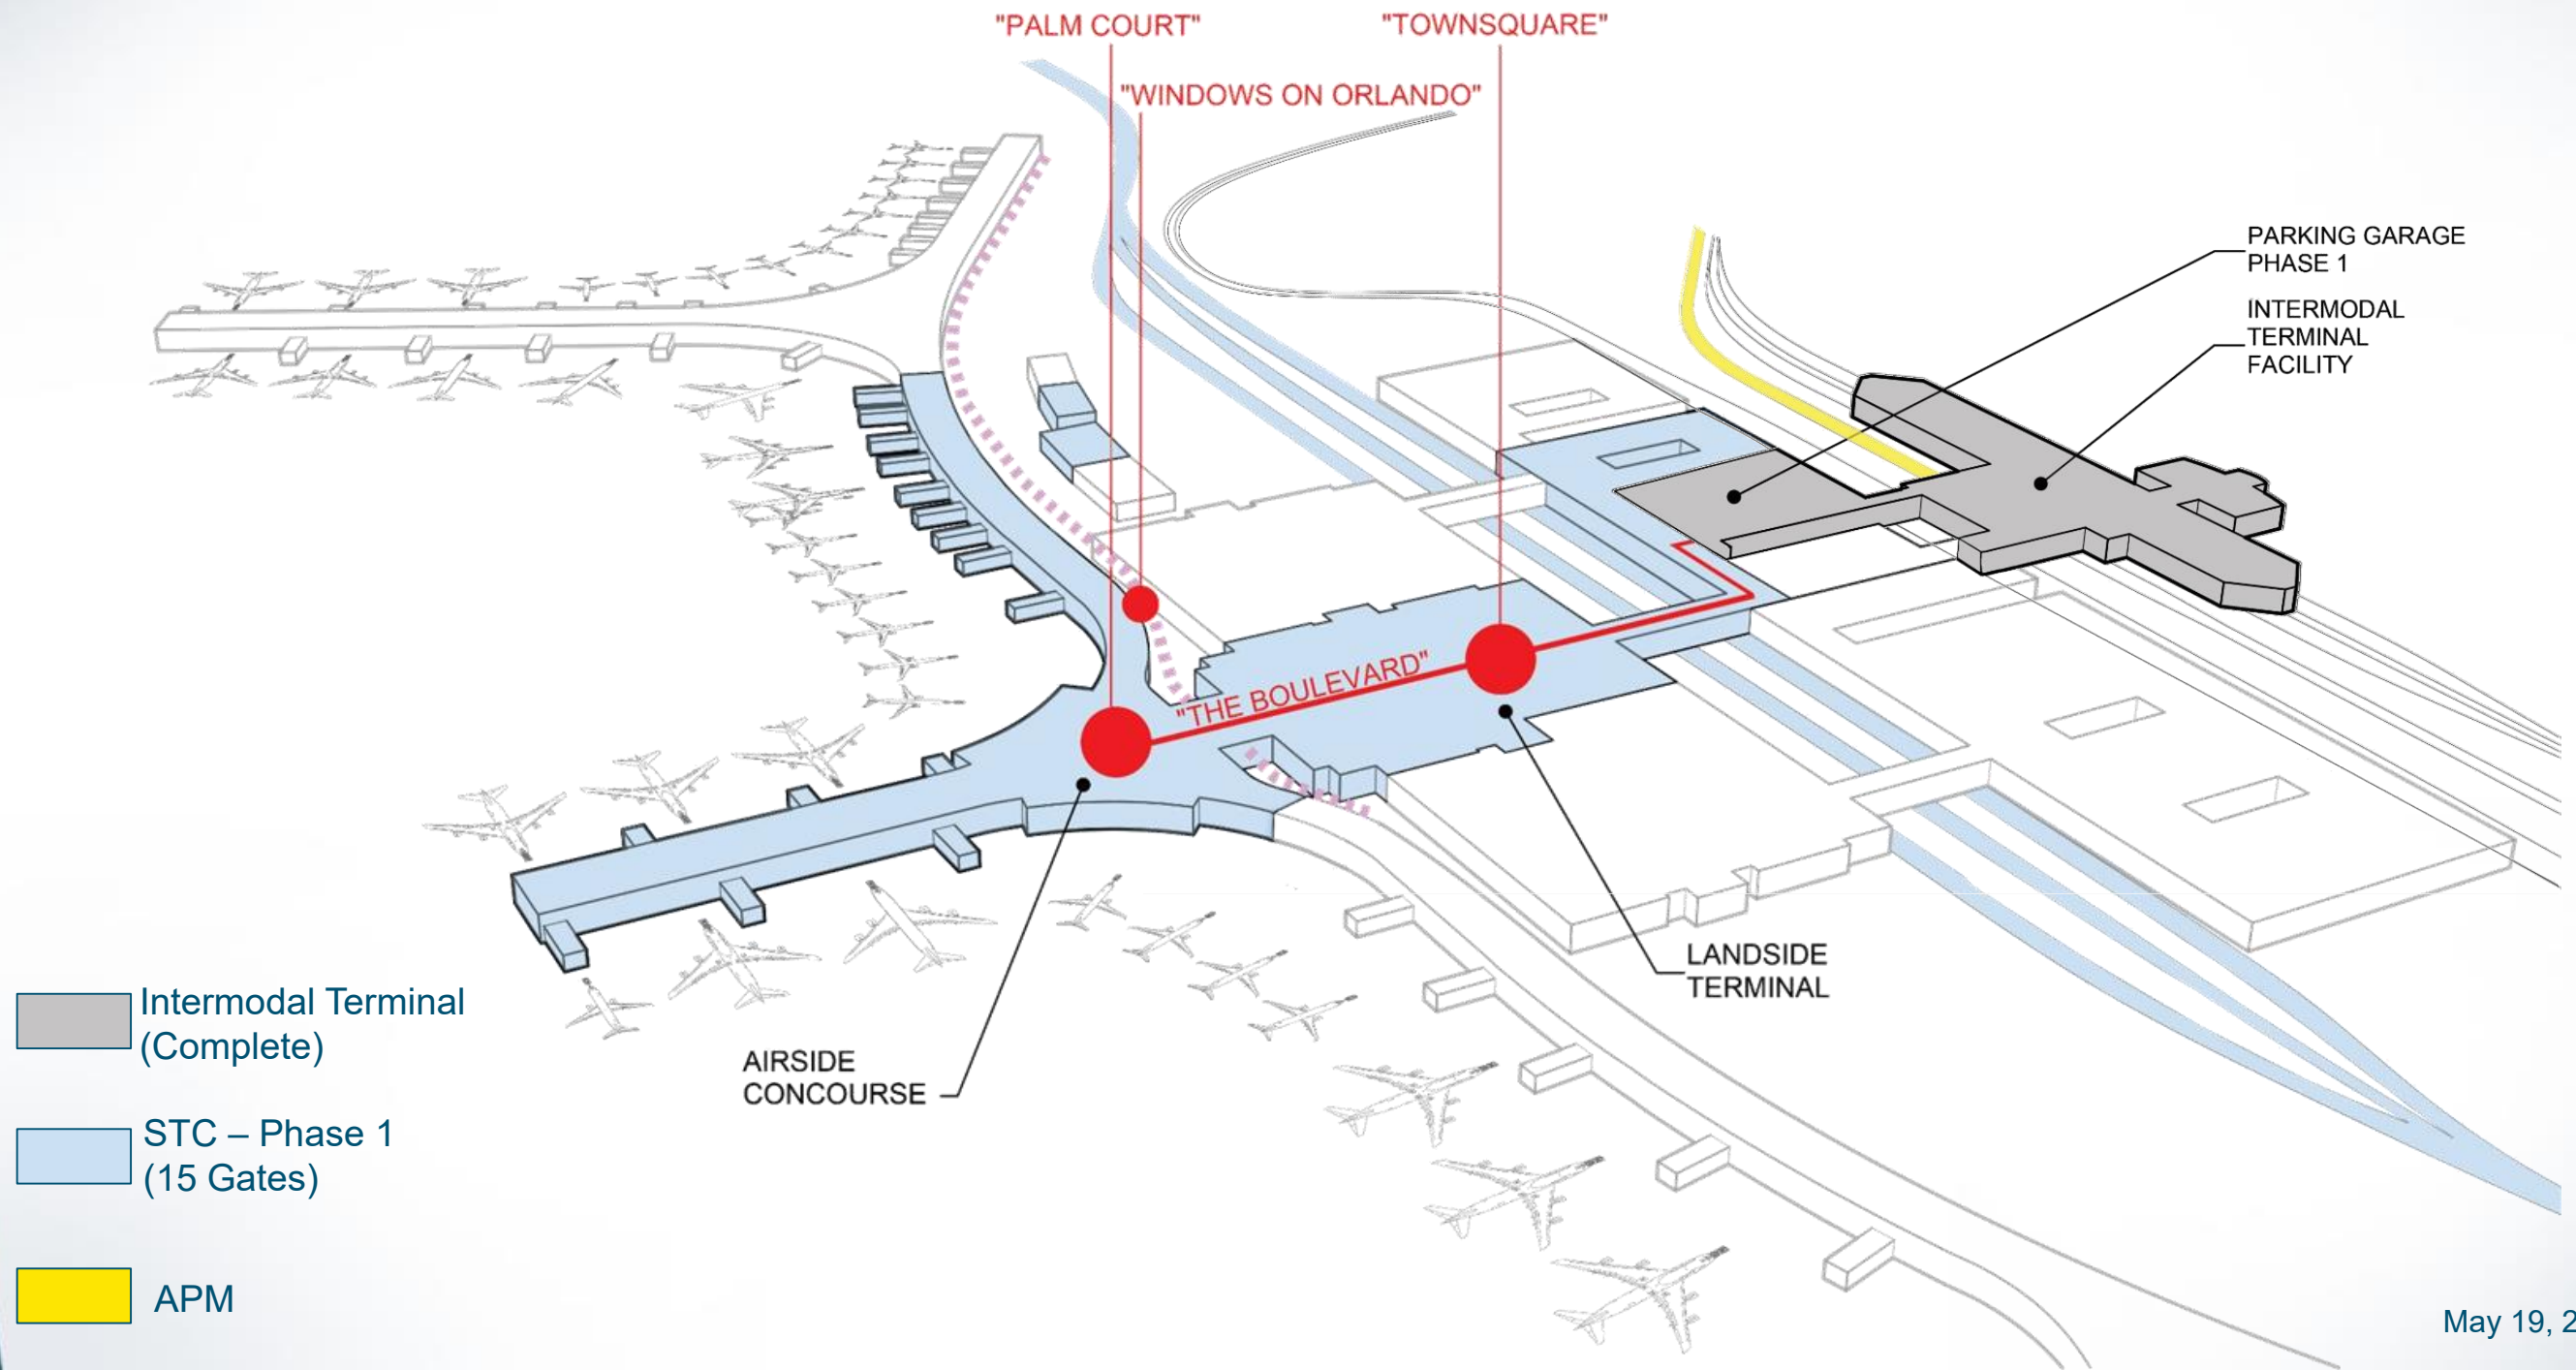 "PALM COURT"
"TOWNSQUARE"
"WINDOWS ON ORLANDO"
PARKING GARAGE
PHASE 1
INTERMODAL
TERMINAL
FACILITY
"THE BOULEVARD"
LANDSIDE
TERMINAL
AIRSIDE
CONCOURSE
Intermodal Terminal
(Complete)
STC – Phase 1
(15 Gates)
APM
May 19, 2